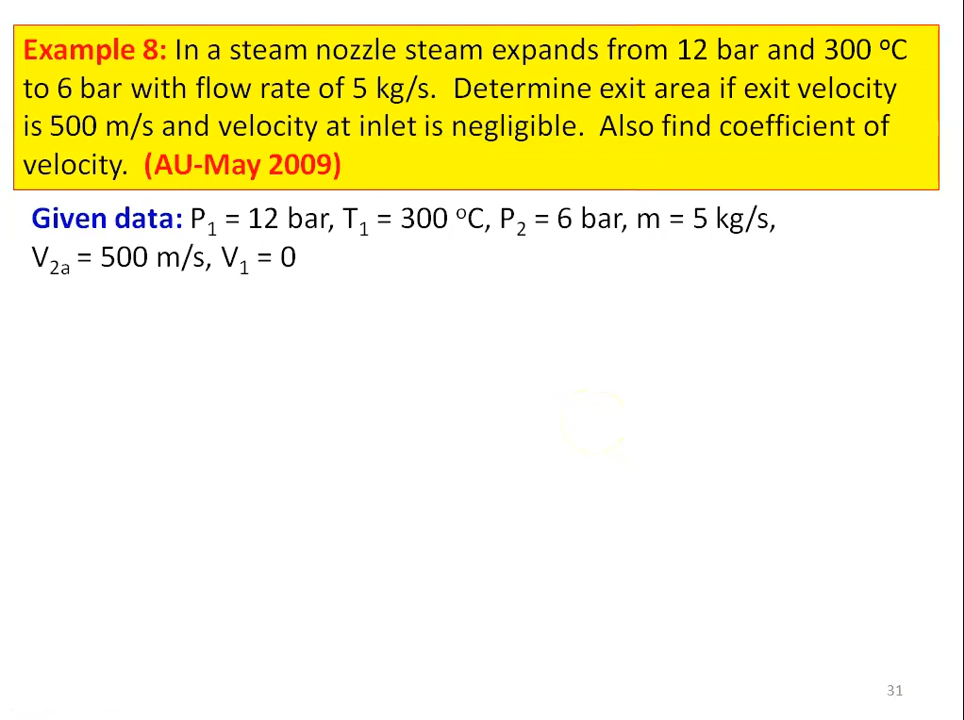 Example 8: In a steam nozzle steam expands from 12 bar and 300 ᵒC
to 6 bar with flow rate of 5 kg/s. Determine exit area if exit velocity
is 500 m/s and velocity at inlet is negligible. Also find coefficient of
velocity. (AU-May 2009)
Given data: P₁ = 12 bar, T₁ = 300 ᵒC, P₂ = 6 bar, m = 5 kg/s,
V₂ₐ = 500 m/s, V₁ = 0
31